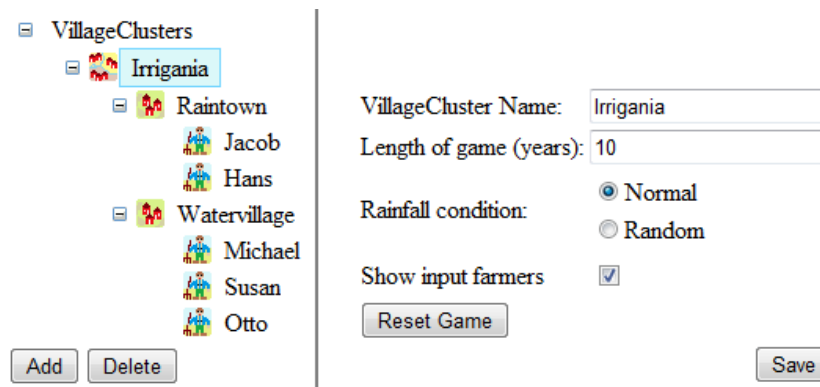 VillageClusters
Irrigania
Raintown
Jacob
Hans
Watervillage
Michael
Susan
Otto
Add Delete
VillageCluster Name: Irrigania
Length of game (years): 10
Rainfall condition:
Normal
Random
Show input farmers
Reset Game
Save